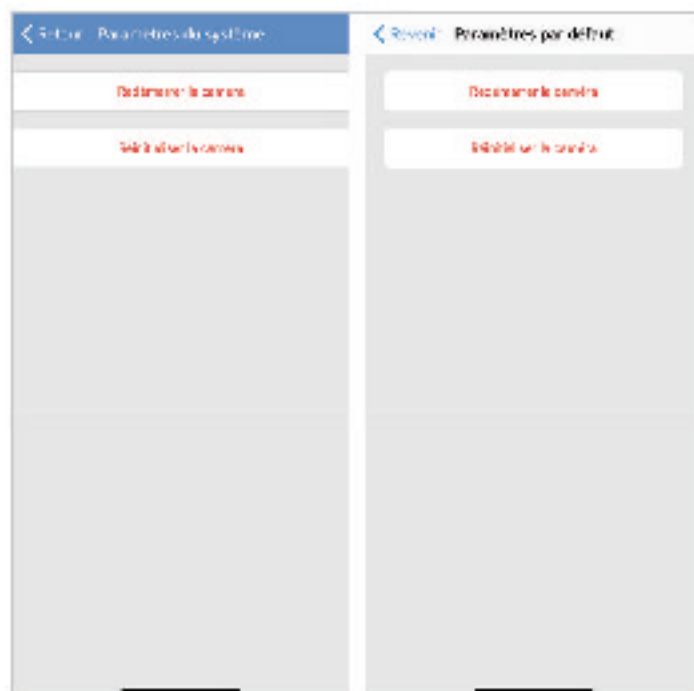 Retour Paramètres du système
Redémarrer la caméra
Réinitialiser la caméra
Revenir Paramètres par défaut
Redémarrer la caméra
Réinitialiser la caméra